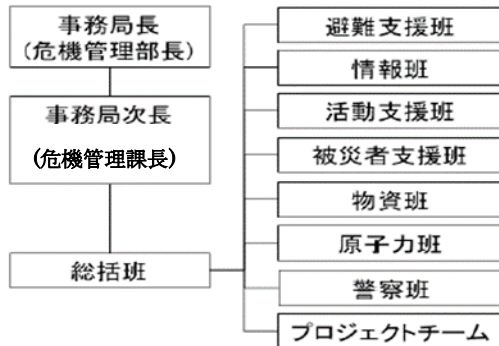 事務局長
(危機管理部長)
事務局次長
(危機管理課長)
総括班
避難支援班
情報班
活動支援班
被災者支援班
物資班
原子力班
警察班
プロジェクトチーム